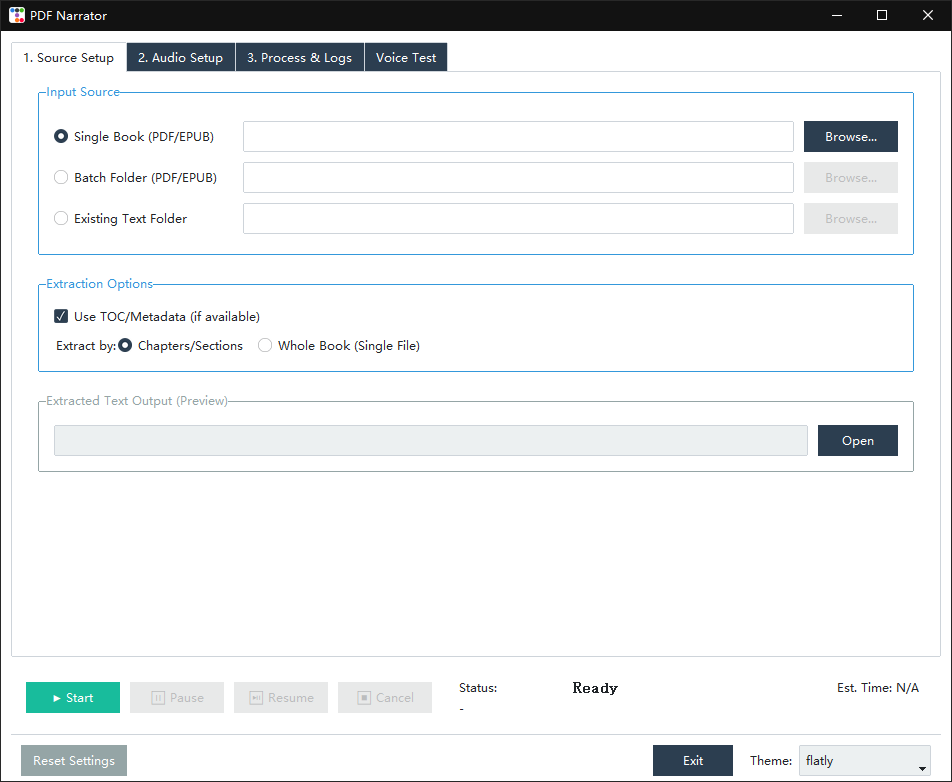 PDF Narrator
1. Source Setup 2. Audio Setup 3. Process & Logs Voice Test
Input Source
Single Book (PDF/EPUB) Browse...
Batch Folder (PDF/EPUB) Browse...
Existing Text Folder Browse...
Extraction Options
Use TOC/Metadata (if available)
Extract by: Chapters/Sections Whole Book (Single File)
Extracted Text Output (Preview)
Open
Start Pause Resume Cancel Status: Ready Est. Time: N/A
-
Reset Settings Exit Theme: flatly